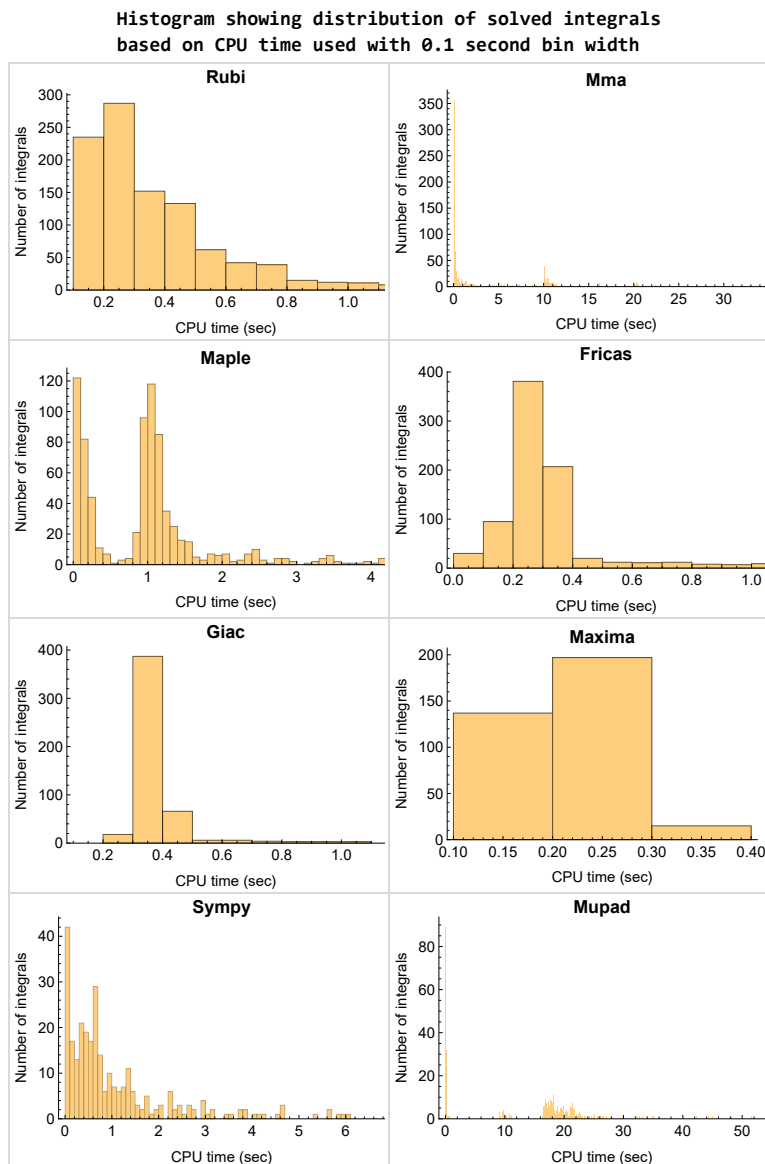 Histogram showing distribution of solved integrals
based on CPU time used with 0.1 second bin width
Rubi
Number of integrals
300
250
200
150
100
50
0
0.2 0.4 0.6 0.8 1.0
CPU time (sec)
Mma
Number of integrals
350
300
250
200
150
100
50
0
0 5 10 15 20 25 30
CPU time (sec)
Maple
Number of integrals
120
100
80
60
40
20
0
0 1 2 3 4
CPU time (sec)
Fricas
Number of integrals
400
300
200
100
0
0.0 0.2 0.4 0.6 0.8 1.0
CPU time (sec)
Giac
Number of integrals
400
300
200
100
0
0.2 0.4 0.6 0.8 1.0
CPU time (sec)
Maxima
Number of integrals
200
150
100
50
0
0.10 0.15 0.20 0.25 0.30 0.35 0.40
CPU time (sec)
Sympy
Number of integrals
40
30
20
10
0
0 1 2 3 4 5 6
CPU time (sec)
Mupad
Number of integrals
80
60
40
20
0
0 10 20 30 40 50
CPU time (sec)